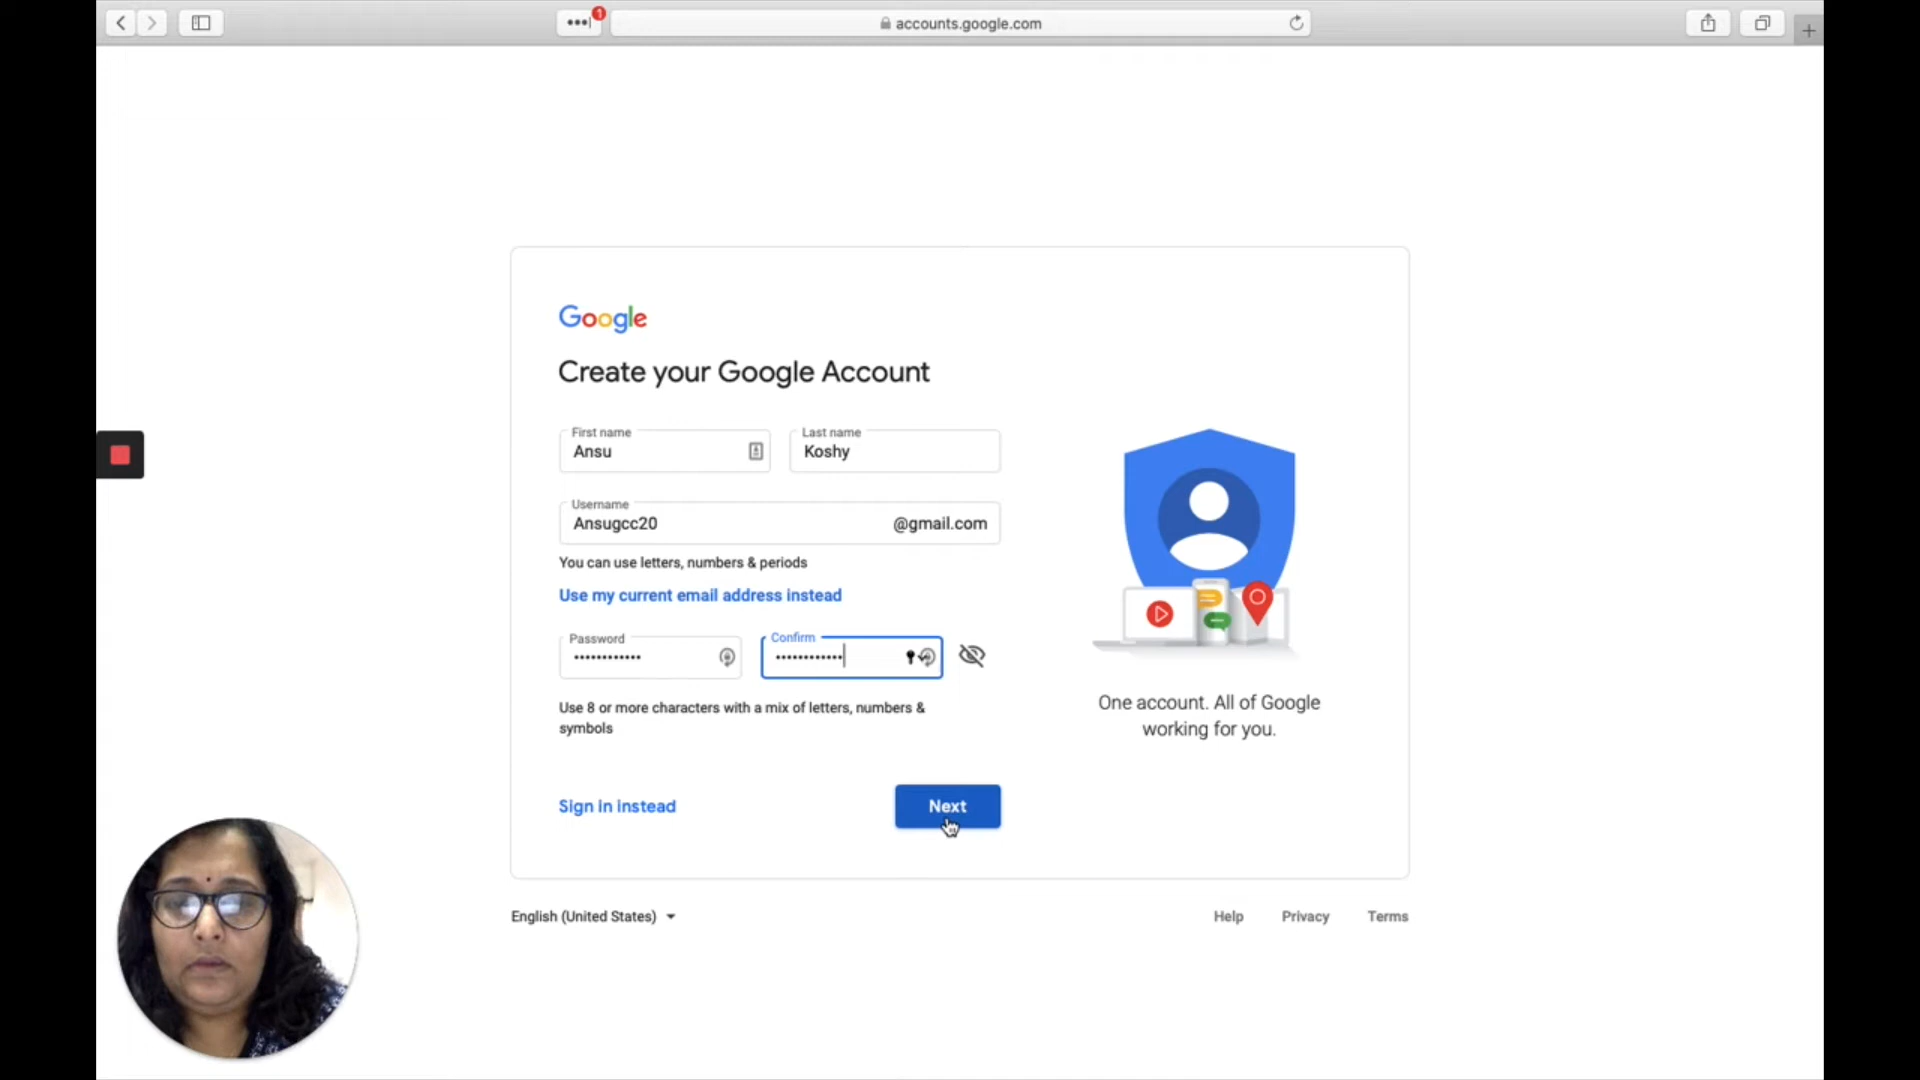 1
accounts.google.com
Google
Create your Google Account
First name
Ansu
Last name
Koshy
Username
Ansugcc20
@gmail.com
You can use letters, numbers & periods
Use my current email address instead
Password
••••••••••••
Confirm
••••••••••••
Use 8 or more characters with a mix of letters, numbers &
symbols
One account. All of Google
working for you.
Sign in instead
Next
English (United States)
Help
Privacy
Terms